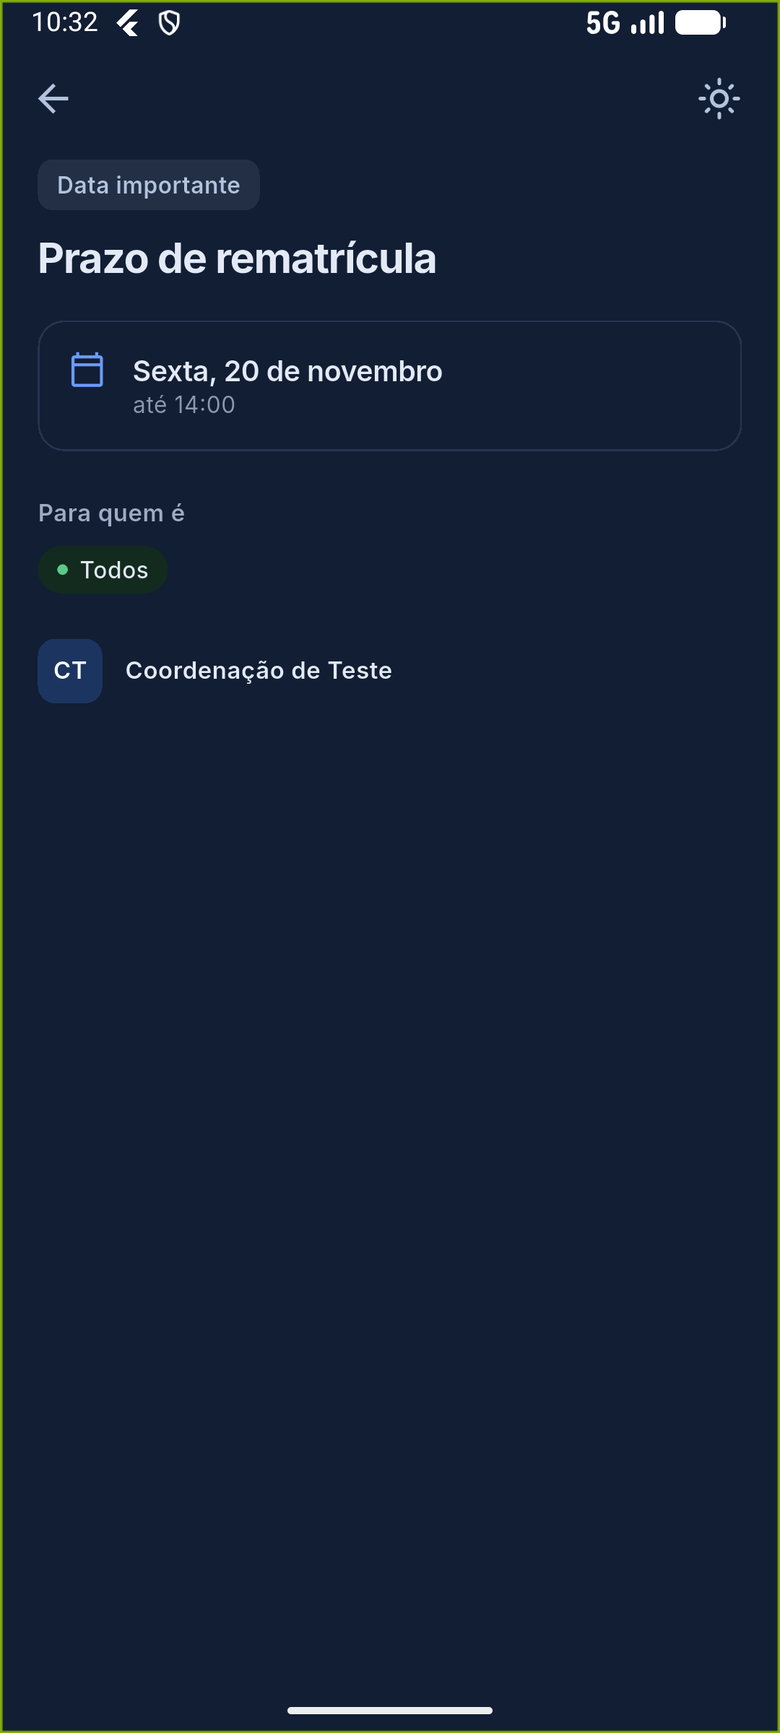 10:32
5G
Data importante
Prazo de rematrícula
Sexta, 20 de novembro
até 14:00
Para quem é
Todos
CT
Coordenação de Teste